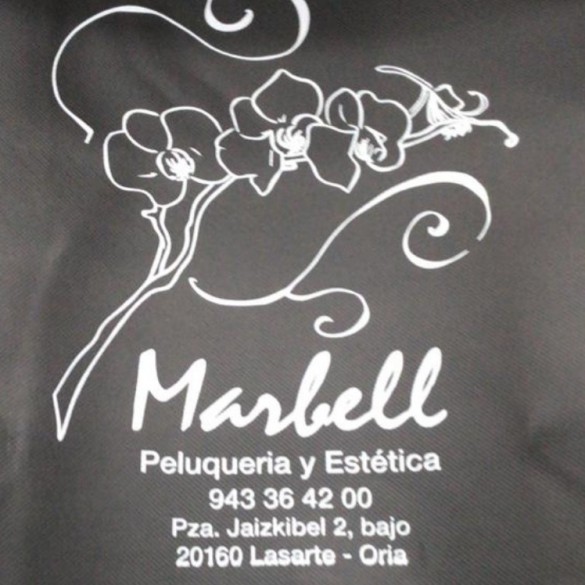 Marbell
Peluqueria y Estética
943 36 42 00
Pza. Jaizkibel 2, bajo
20160 Lasarte - Oria